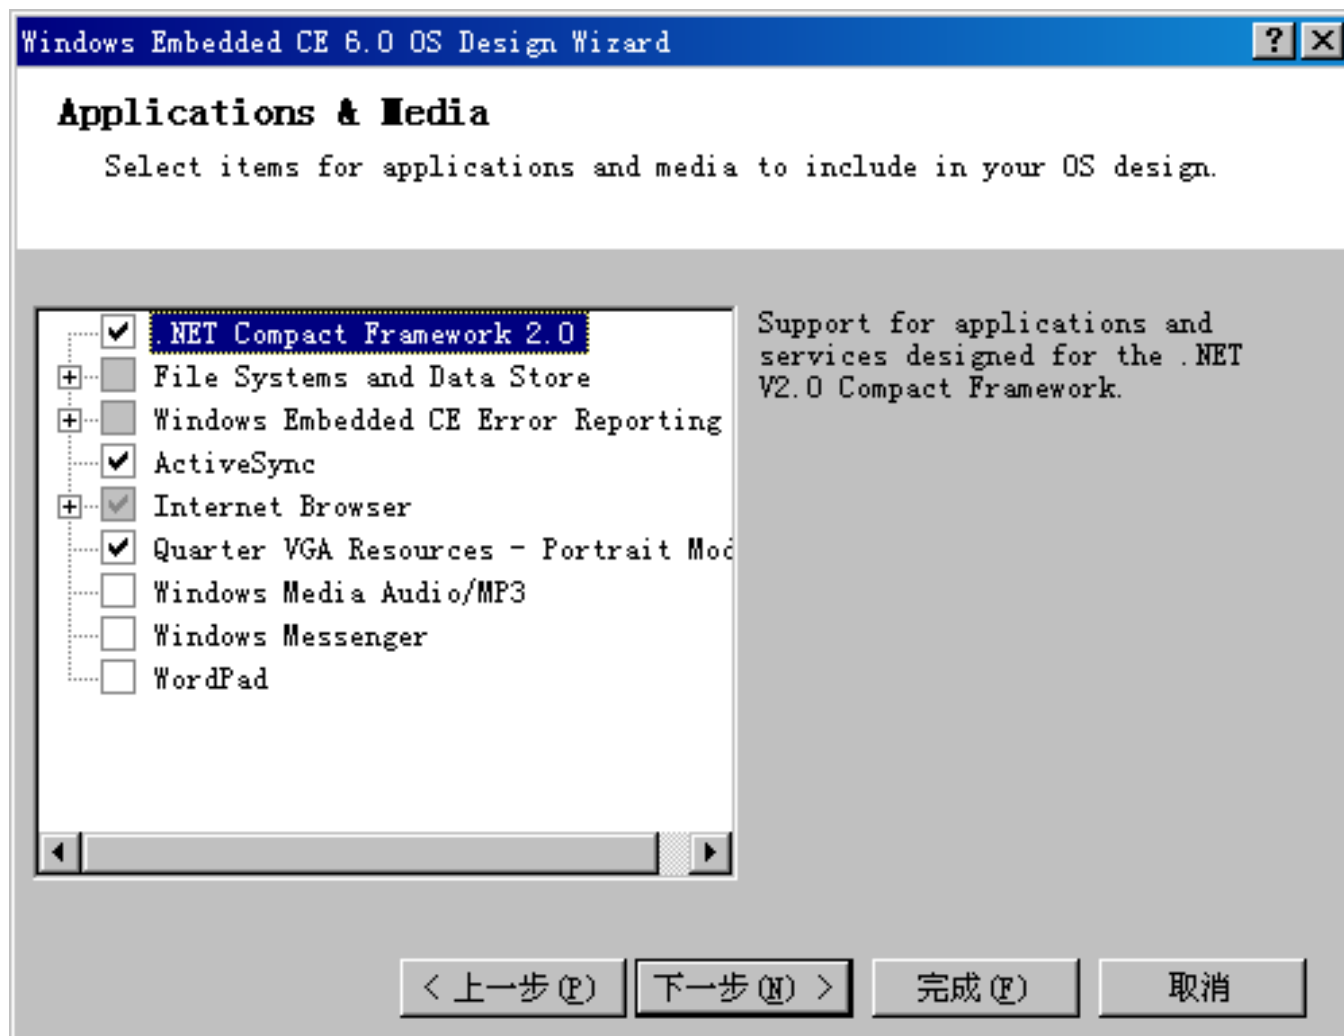 Windows Embedded CE 6.0 OS Design Wizard
Applications & Media
Select items for applications and media to include in your OS design.
.NET Compact Framework 2.0
File Systems and Data Store
Windows Embedded CE Error Reporting
ActiveSync
Internet Browser
Quarter VGA Resources - Portrait Mod
Windows Media Audio/MP3
Windows Messenger
WordPad
Support for applications and
services designed for the .NET
V2.0 Compact Framework.
< 上一步(P) 下一步(N) > 完成(F) 取消